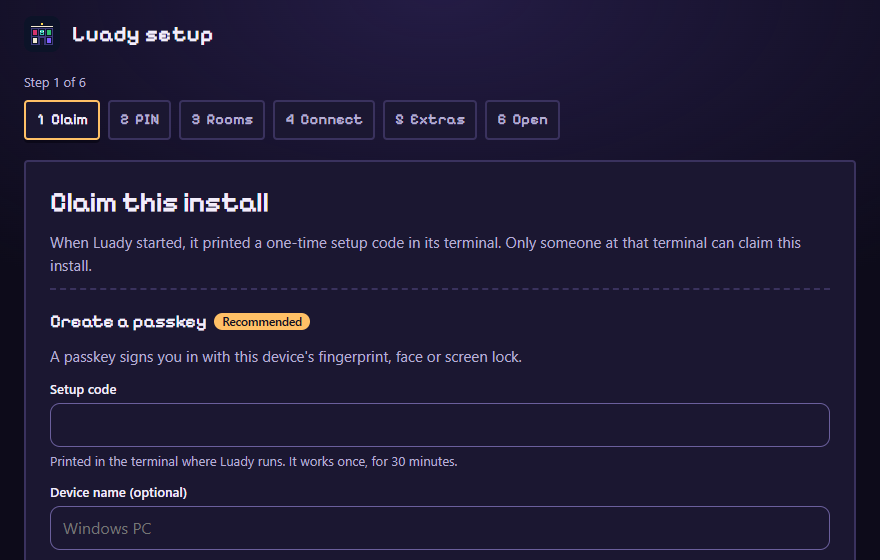 Luady setup
Step 1 of 6
1 Claim
2 PIN
3 Rooms
4 Connect
5 Extras
6 Open
Claim this install
When Luady started, it printed a one-time setup code in its terminal. Only someone at that terminal can claim this
install.
Create a passkey Recommended
A passkey signs you in with this device's fingerprint, face or screen lock.
Setup code
Printed in the terminal where Luady runs. It works once, for 30 minutes.
Device name (optional)
Windows PC